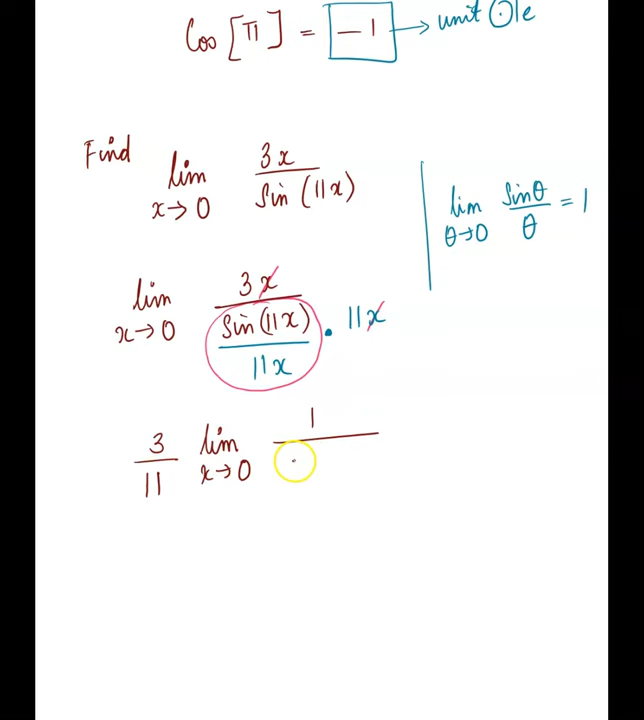 Cos [π] = -1 → unit ⊙le
Find lim x→0 3x / sin(11x)
lim θ→0 sinθ / θ = 1
lim x→0 3x / (sin(11x) / 11x) · 11x
3/11 lim x→0 1